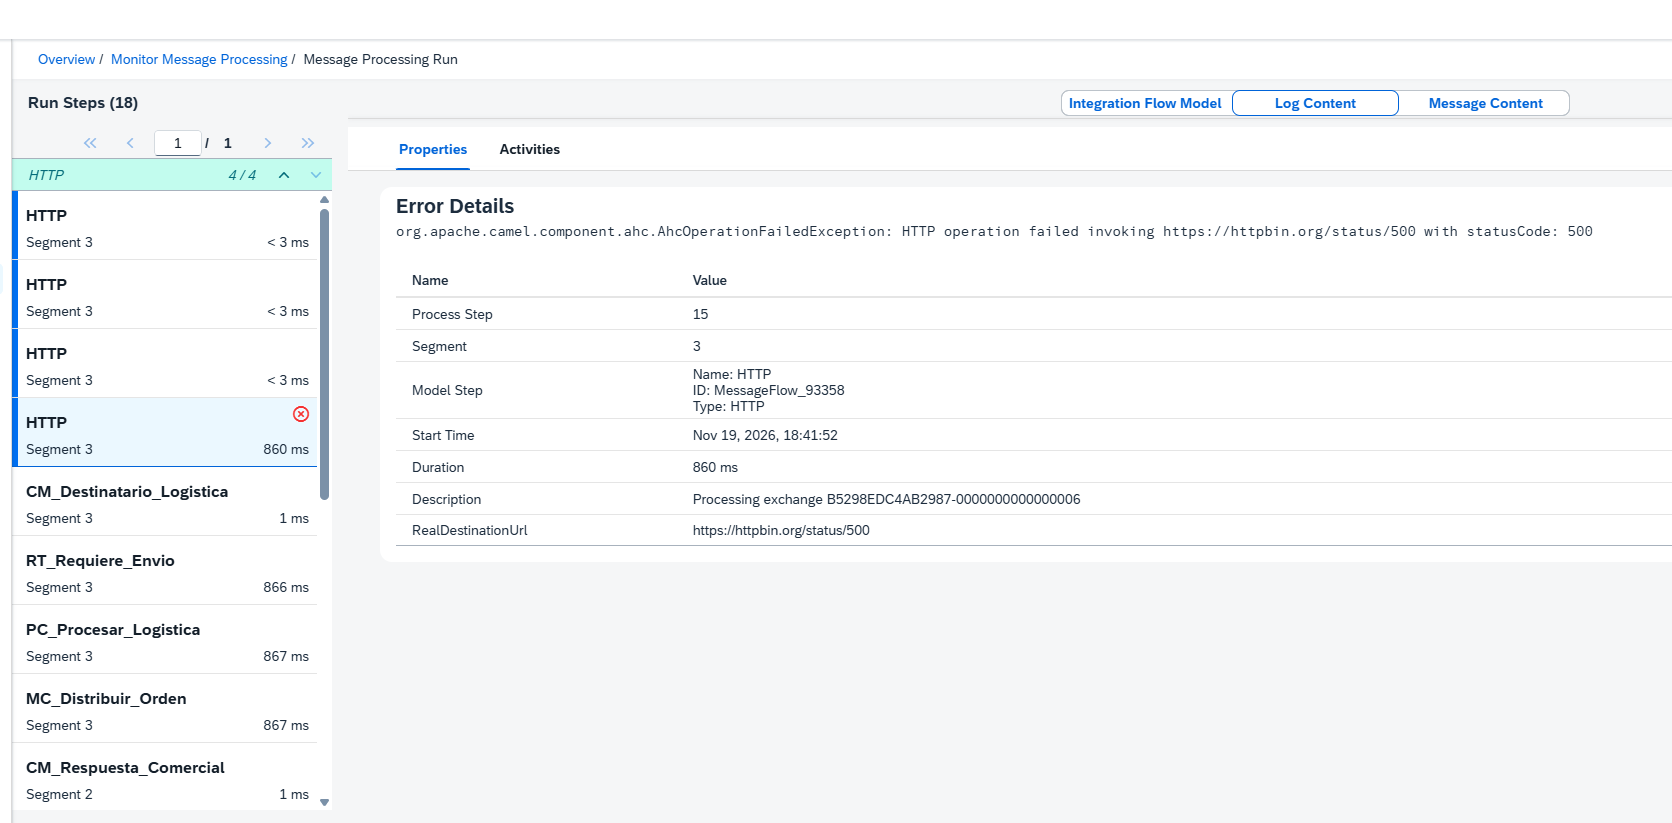 Overview / Monitor Message Processing / Message Processing Run
Run Steps (18)
Integration Flow Model Log Content Message Content
1 / 1
HTTP 4 / 4
HTTP
Segment 3 < 3 ms
HTTP
Segment 3 < 3 ms
HTTP
Segment 3 < 3 ms
HTTP
Segment 3 860 ms
CM_Destinatario_Logistica
Segment 3 1 ms
RT_Requiere_Envio
Segment 3 866 ms
PC_Procesar_Logistica
Segment 3 867 ms
MC_Distribuir_Orden
Segment 3 867 ms
CM_Respuesta_Comercial
Segment 2 1 ms
Properties Activities
Error Details
org.apache.camel.component.ahc.AhcOperationFailedException: HTTP operation failed invoking https://httpbin.org/status/500 with statusCode: 500
Name Value
Process Step 15
Segment 3
Model Step
Name: HTTP
ID: MessageFlow_93358
Type: HTTP
Start Time Nov 19, 2026, 18:41:52
Duration 860 ms
Description Processing exchange B5298EDC4AB2987-0000000000000006
RealDestinationUrl https://httpbin.org/status/500